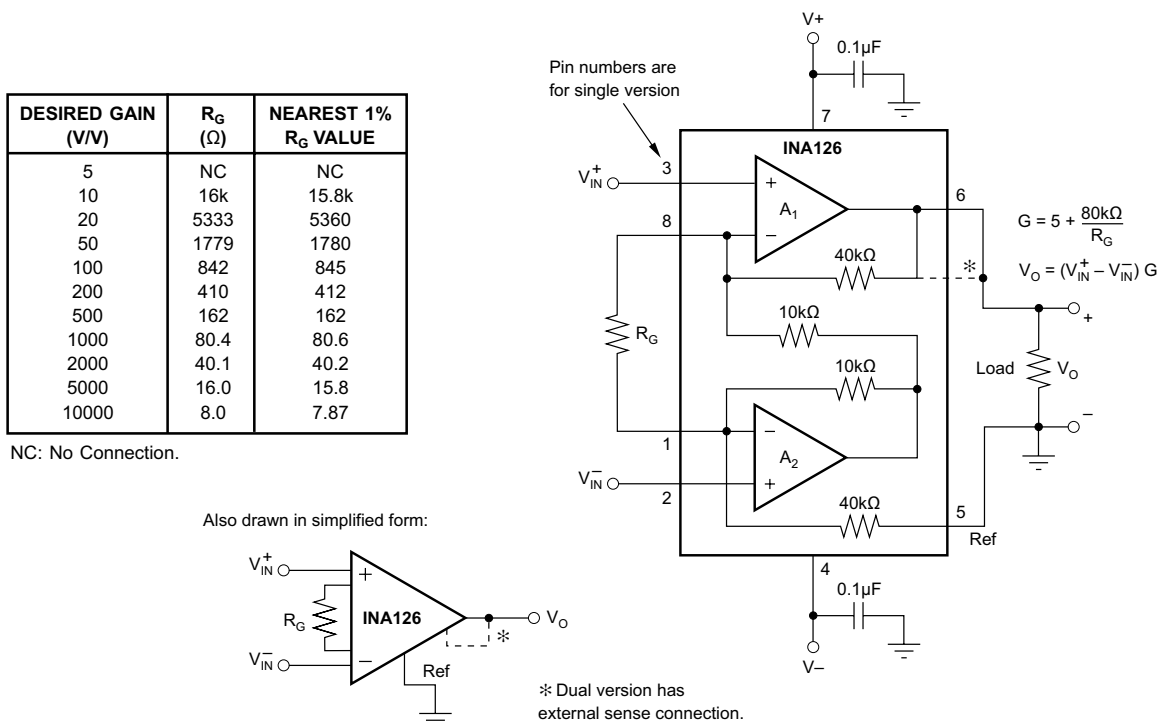 DESIRED GAIN (V/V) | R_G (Ω) | NEAREST 1% R_G VALUE
5 | NC | NC
10 | 16k | 15.8k
20 | 5333 | 5360
50 | 1779 | 1780
100 | 842 | 845
200 | 410 | 412
500 | 162 | 162
1000 | 80.4 | 80.6
2000 | 40.1 | 40.2
5000 | 16.0 | 15.8
10000 | 8.0 | 7.87
NC: No Connection.
Also drawn in simplified form:
V_IN^+
+
R_G
INA126
V_IN^−
−
V_O
*
Ref
V+
0.1μF
Pin numbers are
for single version
7
INA126
3
V_IN^+
+
A_1
−
6
8
40kΩ
*
G = 5 + 80kΩ / R_G
V_O = (V_IN^+ − V_IN^−) G
+
10kΩ
R_G
10kΩ
Load
V_O
−
1
−
A_2
+
V_IN^−
2
40kΩ
5
Ref
4
0.1μF
V−
* Dual version has
external sense connection.